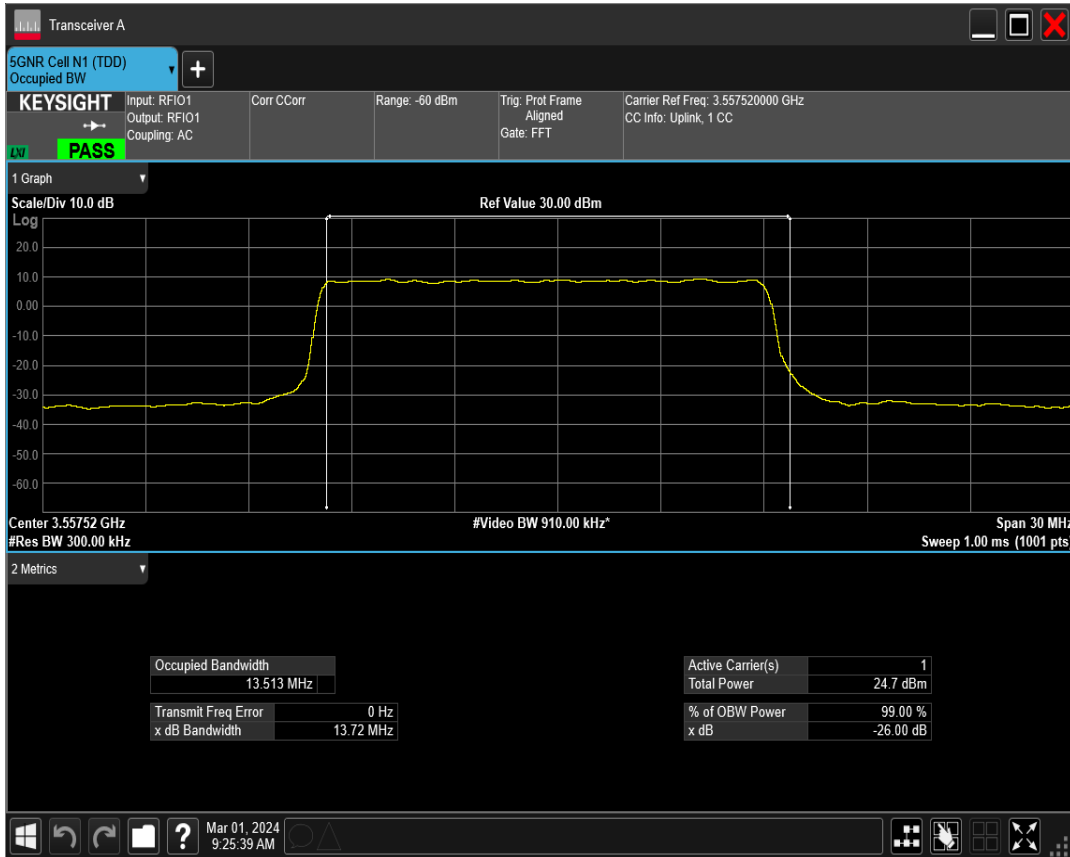 Transceiver A
5GNR Cell N1 (TDD)
Occupied BW
+
KEYSIGHT
LXI
PASS
Input: RFIO1
Output: RFIO1
Coupling: AC
Corr CCorr
Range: -60 dBm
Trig: Prot Frame
Aligned
Gate: FFT
Carrier Ref Freq: 3.557520000 GHz
CC Info: Uplink, 1 CC
1 Graph
Scale/Div 10.0 dB
Ref Value 30.00 dBm
Log
20.0
10.0
0.00
-10.0
-20.0
-30.0
-40.0
-50.0
-60.0
Center 3.55752 GHz
#Video BW 910.00 kHz*
Span 30 MHz
#Res BW 300.00 kHz
Sweep 1.00 ms (1001 pts)
2 Metrics
Occupied Bandwidth
13.513 MHz
Transmit Freq Error 0 Hz
x dB Bandwidth 13.72 MHz
Active Carrier(s) 1
Total Power 24.7 dBm
% of OBW Power 99.00 %
x dB -26.00 dB
?
Mar 01, 2024
9:25:39 AM